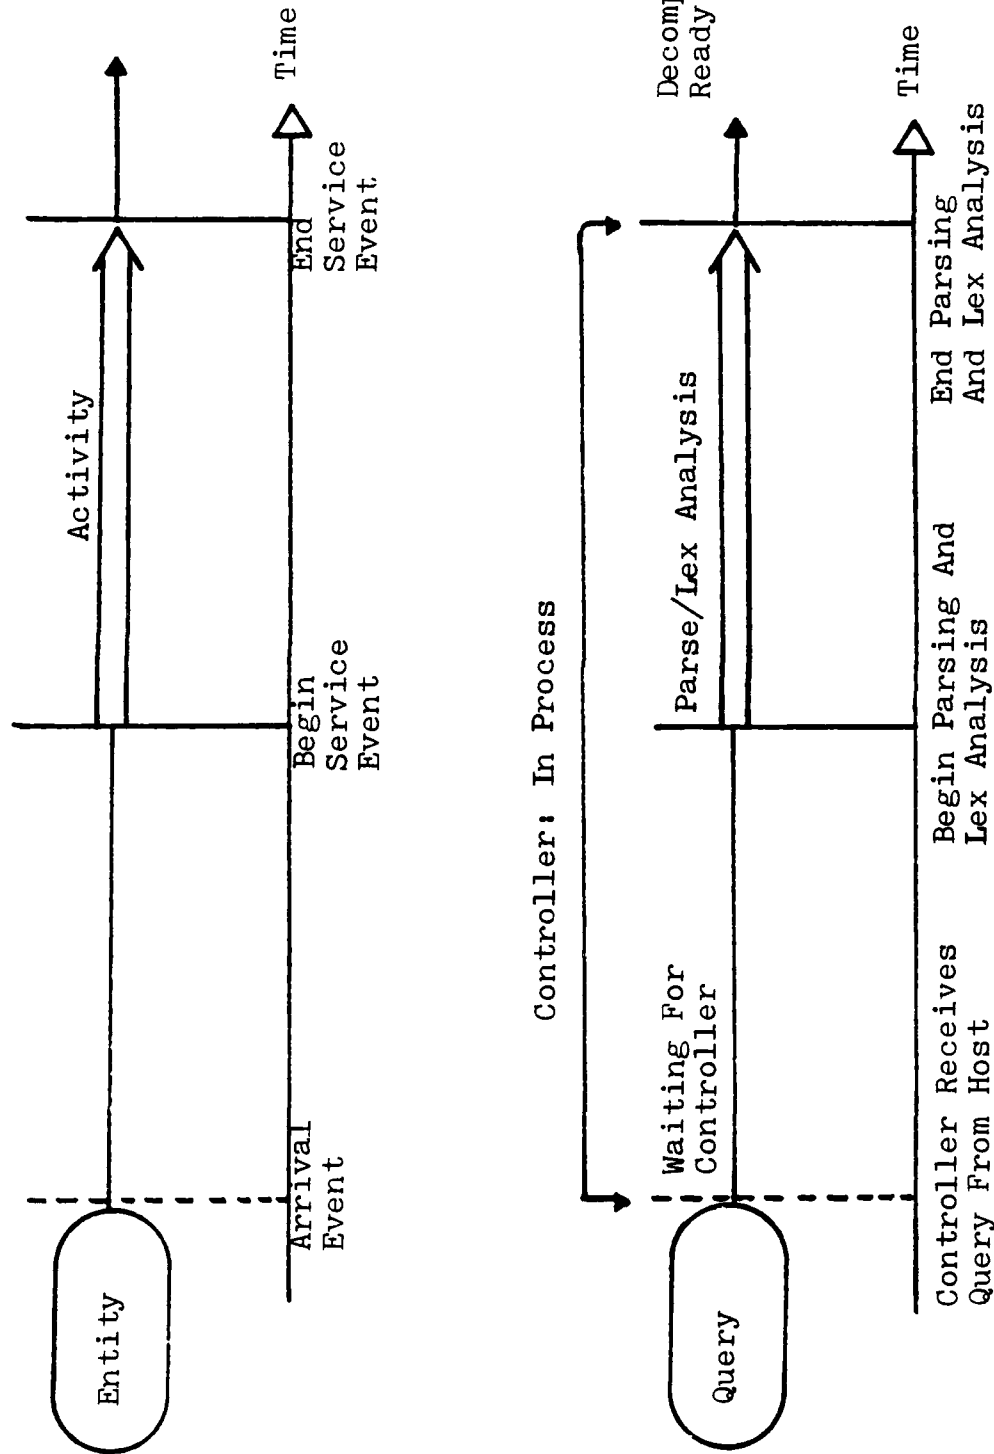 Activity
Entity
Time
Arrival
Event
Begin
Service
Event
End
Service
Event
Controller: In Process
Waiting For
Controller
Parse/Lex Analysis
Ready
Query
Time
Controller Receives
Query From Host
Begin Parsing And
Lex Analysis
End Parsing
And Lex Analysis